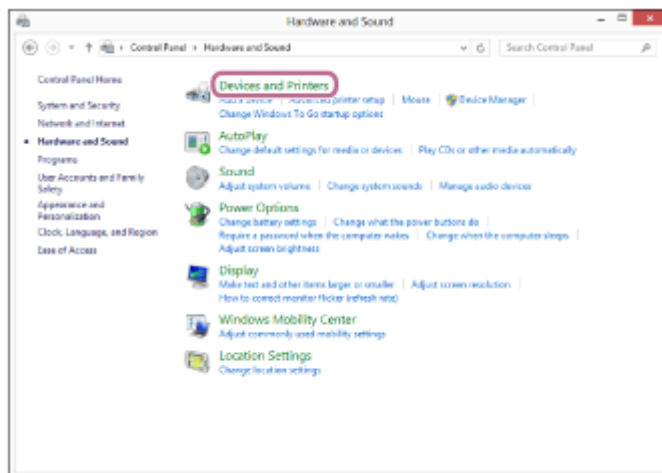 Hardware and Sound
Control Panel › Hardware and Sound
Search Control Panel
Control Panel Home
System and Security
Network and Internet
Hardware and Sound
Programs
User Accounts and Family
Safety
Appearance and
Personalization
Clock, Language, and Region
Ease of Access
Devices and Printers
Add a device | Advanced printer setup | Mouse | Device Manager |
Change Windows To Go startup options
AutoPlay
Change default settings for media or devices | Play CDs or other media automatically
Sound
Adjust system volume | Change system sounds | Manage audio devices
Power Options
Change battery settings | Change what the power buttons do |
Require a password when the computer wakes | Change when the computer sleeps |
Adjust screen brightness
Display
Make text and other items larger or smaller | Adjust screen resolution |
How to correct monitor flicker (refresh rate)
Windows Mobility Center
Adjust commonly used mobility settings
Location Settings
Change location settings